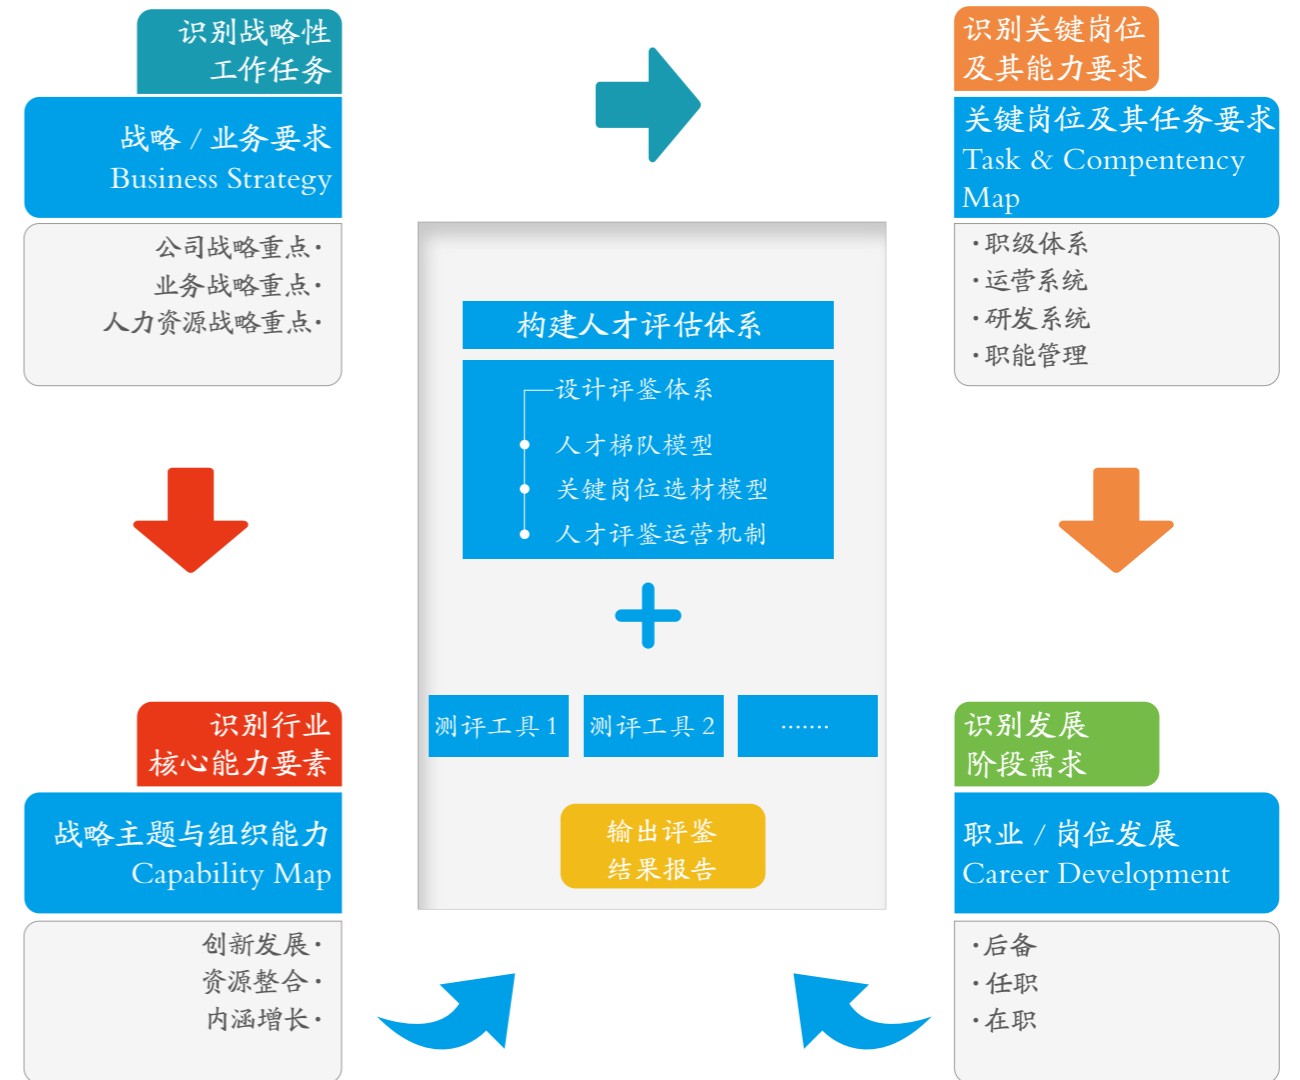 识别战略性
工作任务
战略 / 业务要求
Business Strategy
公司战略重点·
业务战略重点·
人力资源战略重点·
识别关键岗位
及其能力要求
关键岗位及其任务要求
Task & Compentency
Map
·职级体系
·运营系统
·研发系统
·职能管理
构建人才评估体系
设计评鉴体系
人才梯队模型
关键岗位选材模型
人才评鉴运营机制
测评工具 1
测评工具 2
·······
输出评鉴
结果报告
识别行业
核心能力要素
战略主题与组织能力
Capability Map
创新发展·
资源整合·
内涵增长·
识别发展
阶段需求
职业 / 岗位发展
Career Development
·后备
·任职
·在职